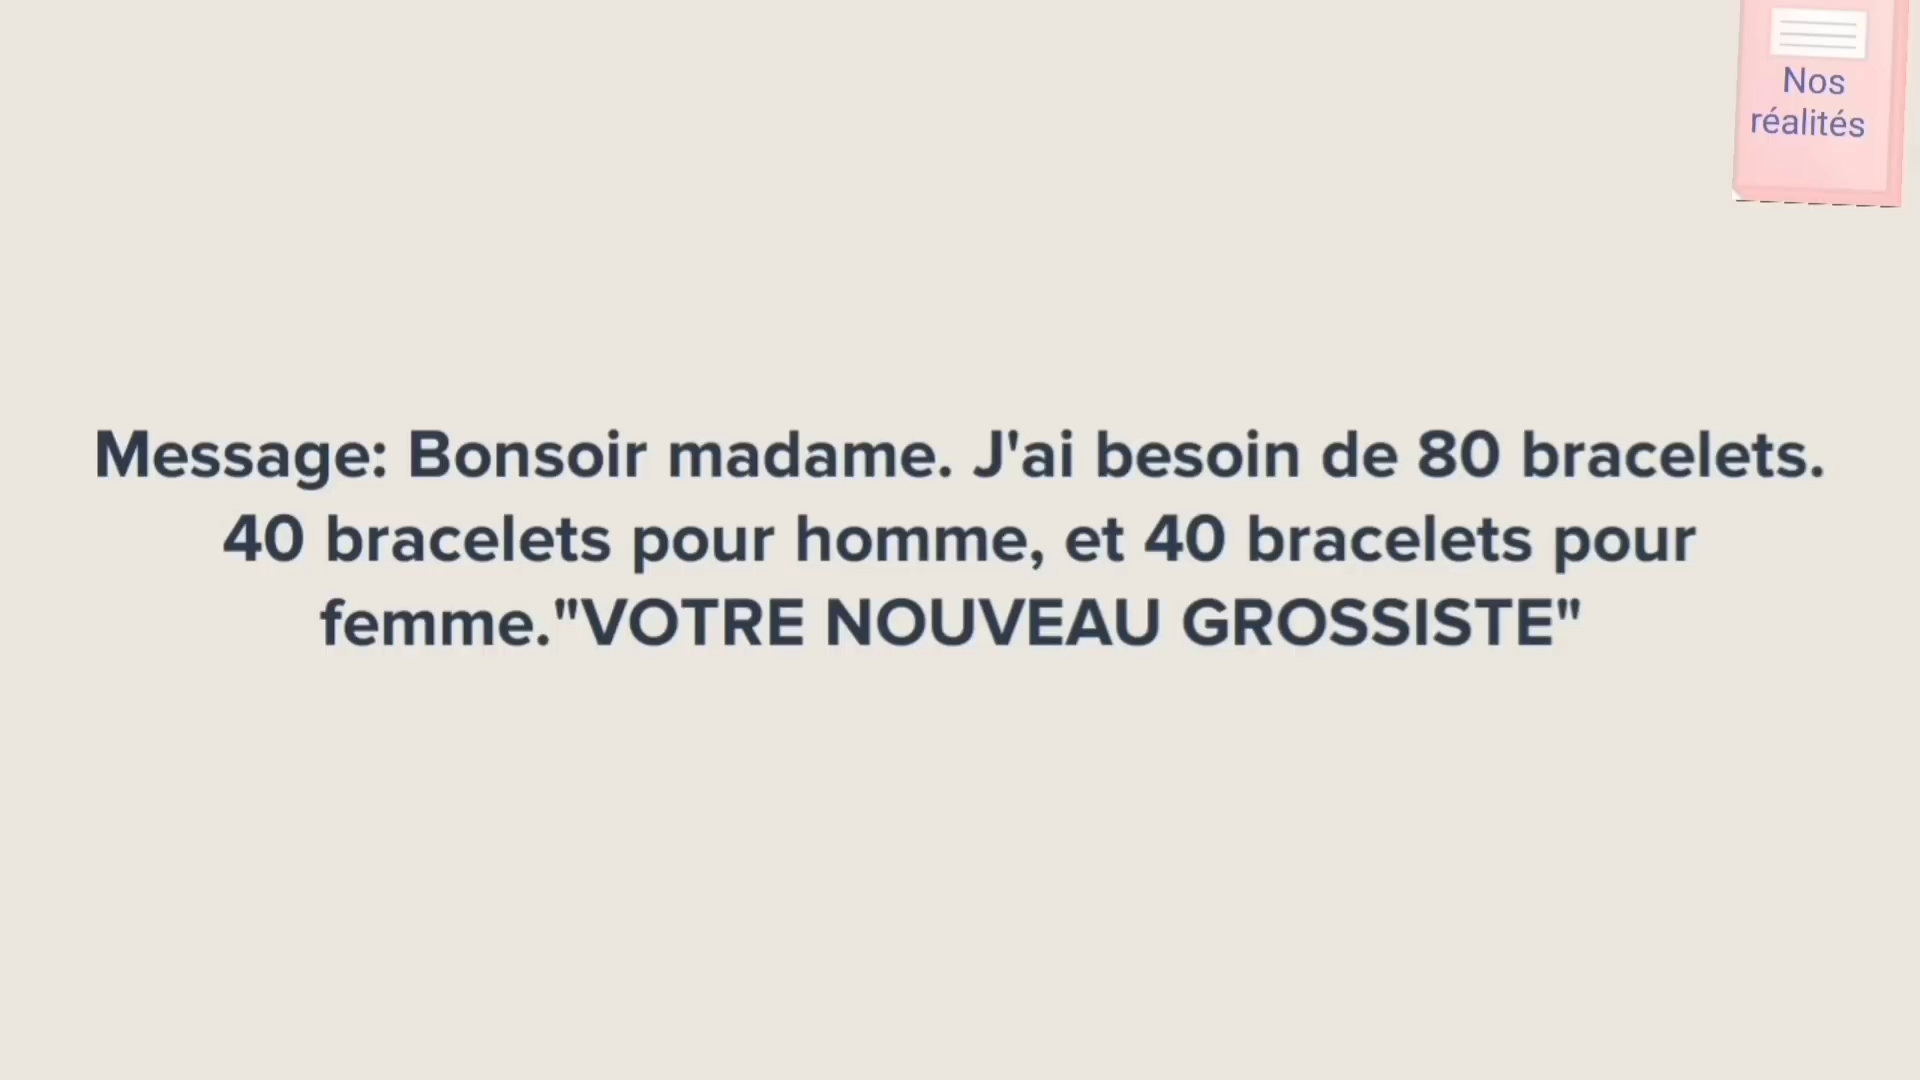 Nos
réalités
Message: Bonsoir madame. J'ai besoin de 80 bracelets.
40 bracelets pour homme, et 40 bracelets pour
femme."VOTRE NOUVEAU GROSSISTE"